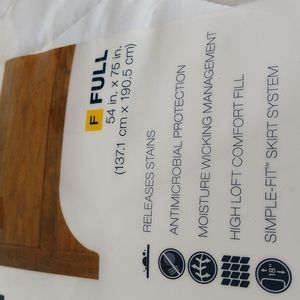 F FULL
54 in. x 75 in.
(137.1 cm x 190.5 cm)
RELEASES STAINS
ANTIMICROBIAL PROTECTION
MOISTURE WICKING MANAGEMENT
HIGH LOFT COMFORT FILL
SIMPLE-FIT™ SKIRT SYSTEM
18"